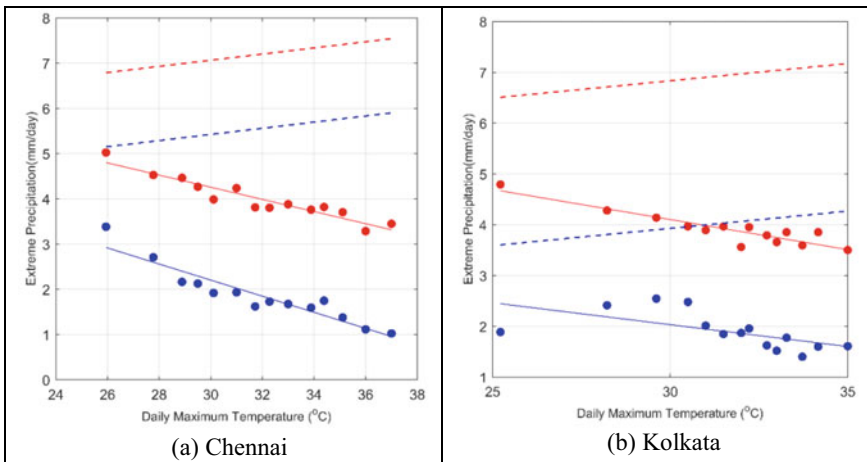 8
7
6
5
4
3
2
1
0
Extreme Precipitation(mm/day)
24 26 28 30 32 34 36 38
Daily Maximum Temperature (°C)
(a) Chennai
8
7
6
5
4
3
2
1
Extreme Precipitation(mm/day)
25 30 35
Daily Maximum Temperature (°C)
(b) Kolkata